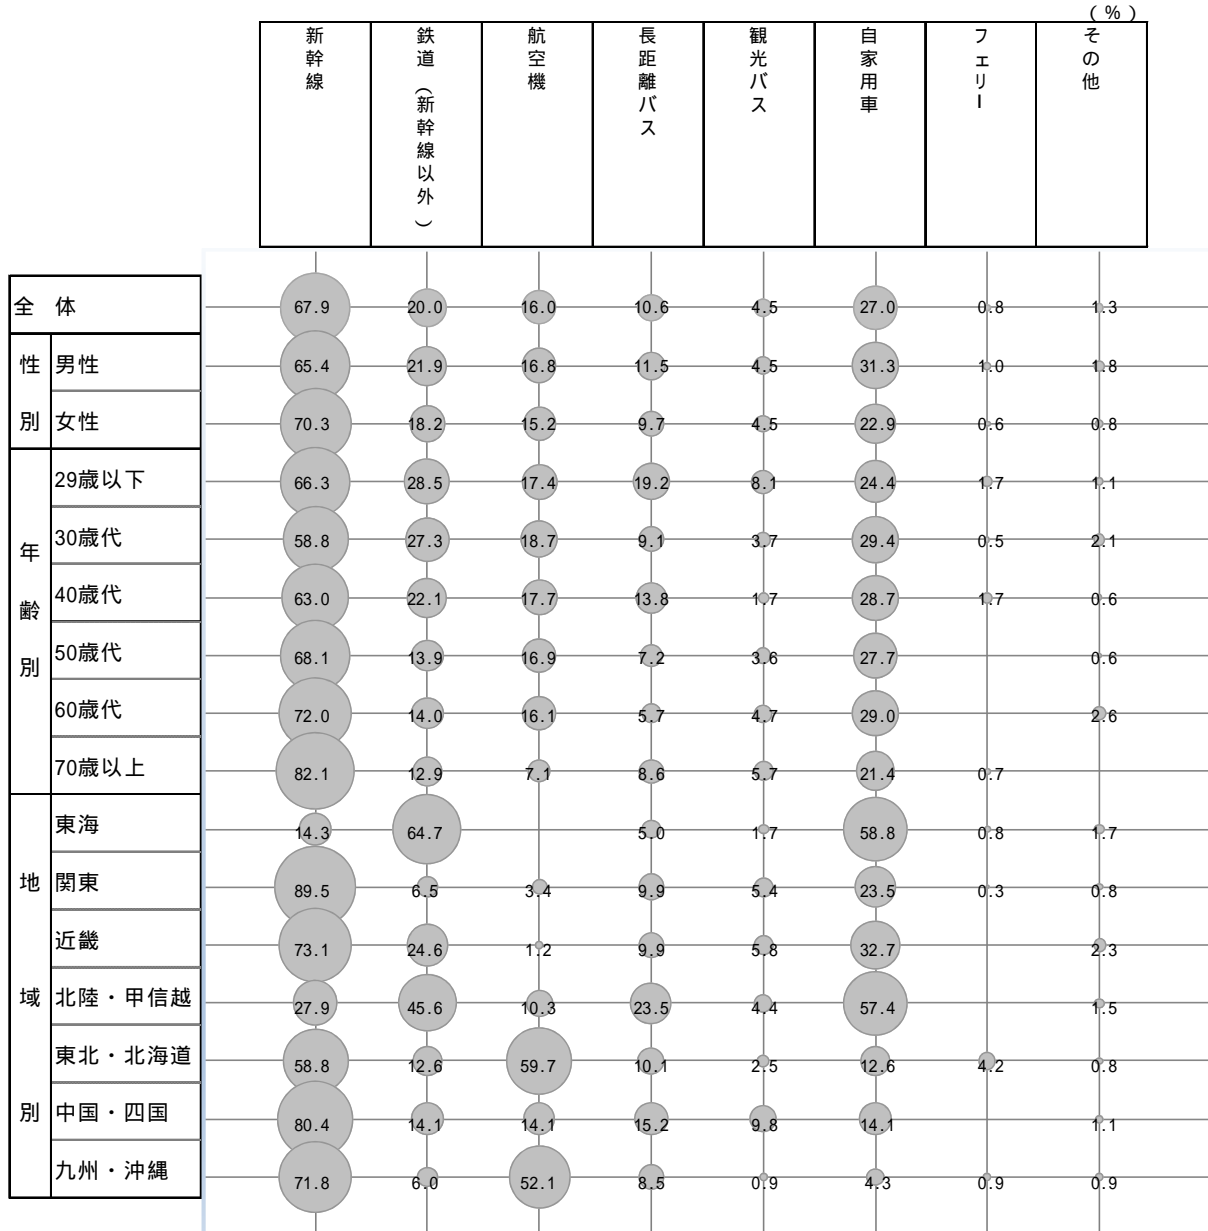 （％）
新幹線
鉄道（新幹線以外）
航空機
長距離バス
観光バス
自家用車
フェリー
その他
全 体 67.9 20.0 16.0 10.6 4.5 27.0 0.8 1.3
性別
男性 65.4 21.9 16.8 11.5 4.5 31.3 1.0 1.8
女性 70.3 18.2 15.2 9.7 4.5 22.9 0.6 0.8
年齢別
29歳以下 66.3 28.5 17.4 19.2 8.1 24.4 1.7 1.1
30歳代 58.8 27.3 18.7 9.1 3.7 29.4 0.5 2.1
40歳代 63.0 22.1 17.7 13.8 1.7 28.7 1.7 0.6
50歳代 68.1 13.9 16.9 7.2 3.6 27.7 0.6
60歳代 72.0 14.0 16.1 5.7 4.7 29.0 2.6
70歳以上 82.1 12.9 7.1 8.6 5.7 21.4 0.7
地域別
東海 14.3 64.7 5.0 1.7 58.8 0.8 1.7
関東 89.5 6.5 3.4 9.9 5.4 23.5 0.3 0.8
近畿 73.1 24.6 1.2 9.9 5.8 32.7 2.3
北陸・甲信越 27.9 45.6 10.3 23.5 4.4 57.4 1.5
東北・北海道 58.8 12.6 59.7 10.1 2.5 12.6 4.2 0.8
中国・四国 80.4 14.1 14.1 15.2 9.8 14.1 1.1
九州・沖縄 71.8 6.0 52.1 8.5 0.9 4.3 0.9 0.9